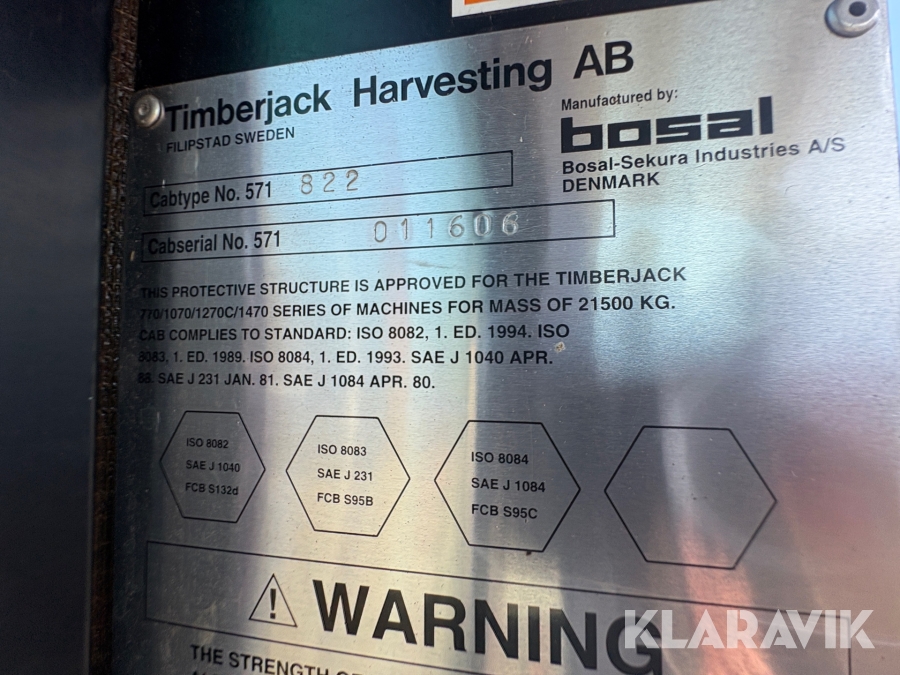 Timberjack Harvesting AB
FILIPSTAD SWEDEN
Manufactured by:
bosal
Bosal-Sekura Industries A/S
DENMARK
Cabtype No. 571 822
Cabserial No. 571 011606
THIS PROTECTIVE STRUCTURE IS APPROVED FOR THE TIMBERJACK
770/1070/1270C/1470 SERIES OF MACHINES FOR MASS OF 21500 KG.
CAB COMPLIES TO STANDARD: ISO 8082, 1. ED. 1994. ISO
8083, 1. ED. 1989. ISO 8084, 1. ED. 1993. SAE J 1040 APR.
88. SAE J 231 JAN. 81. SAE J 1084 APR. 80.
ISO 8082
SAE J 1040
FCB S132d
ISO 8083
SAE J 231
FCB S95B
ISO 8084
SAE J 1084
FCB S95C
WARNING
THE STRENGTH
KLARAVIK